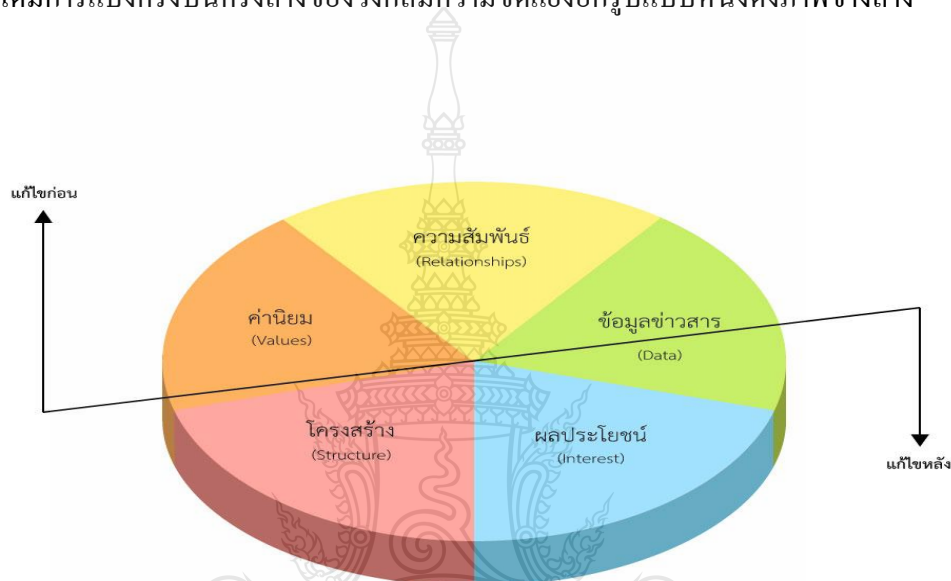 แก้ไขก่อน
ความสัมพันธ์
(Relationships)
ค่านิยม
(Values)
ข้อมูลข่าวสาร
(Data)
โครงสร้าง
(Structure)
ผลประโยชน์
(Interest)
แก้ไขหลัง